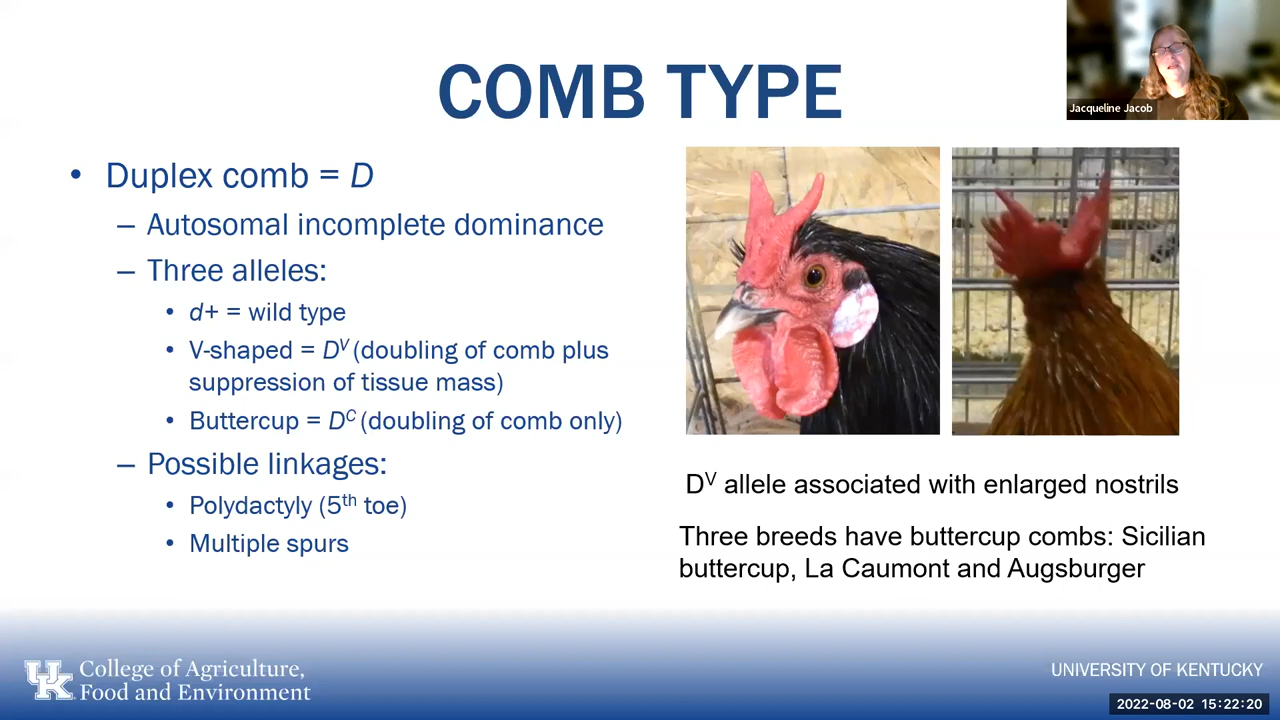 Jacqueline Jacob
COMB TYPE
• Duplex comb = D
– Autosomal incomplete dominance
– Three alleles:
• d+ = wild type
• V-shaped = Dⱽ (doubling of comb plus
suppression of tissue mass)
• Buttercup = Dᶜ (doubling of comb only)
– Possible linkages:
• Polydactyly (5ᵗʰ toe)
• Multiple spurs
Dⱽ allele associated with enlarged nostrils
Three breeds have buttercup combs: Sicilian
buttercup, La Caumont and Augsburger
UK
College of Agriculture,
Food and Environment
UNIVERSITY OF KENTUCKY
2022-08-02 15:22:20